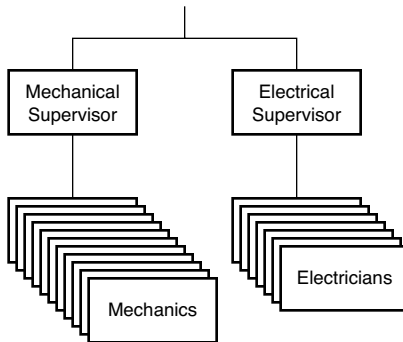 Mechanical
Supervisor
Electrical
Supervisor
Mechanics
Electricians